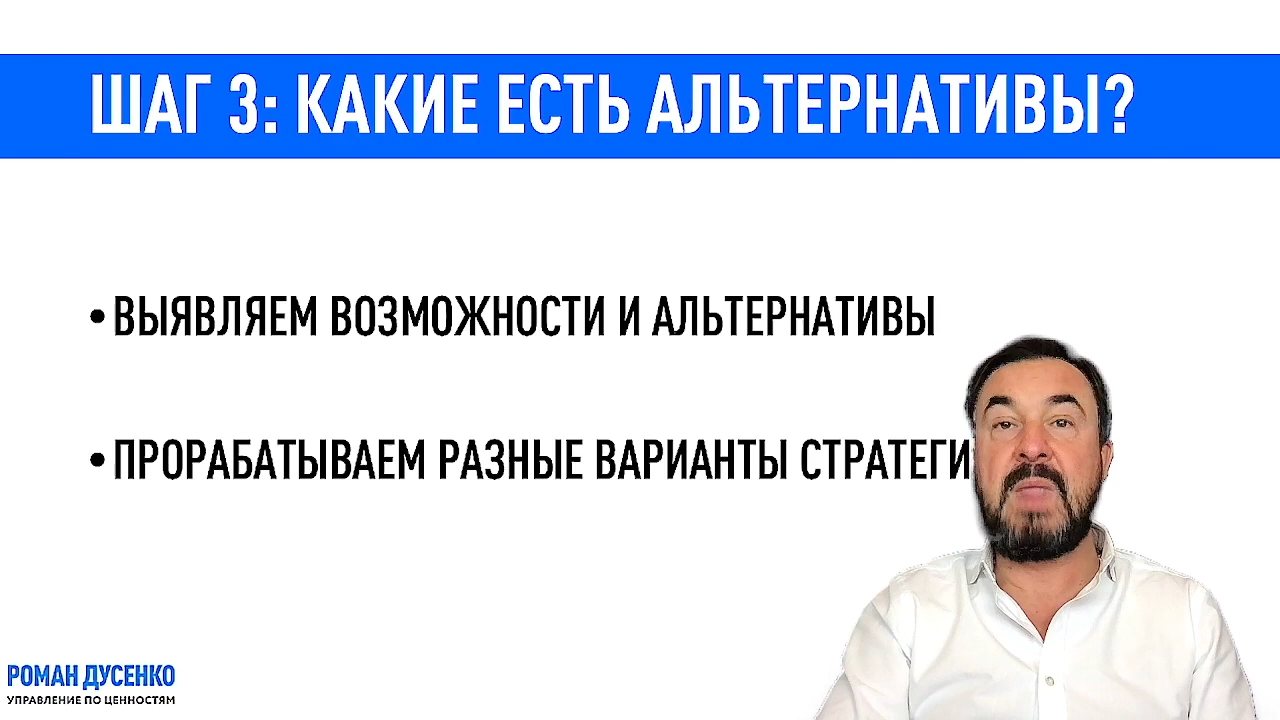 ШАГ 3: КАКИЕ ЕСТЬ АЛЬТЕРНАТИВЫ?
• ВЫЯВЛЯЕМ ВОЗМОЖНОСТИ И АЛЬТЕРНАТИВЫ
• ПРОРАБАТЫВАЕМ РАЗНЫЕ ВАРИАНТЫ СТРАТЕГИ
РОМАН ДУСЕНКО
УПРАВЛЕНИЕ ПО ЦЕННОСТЯМ